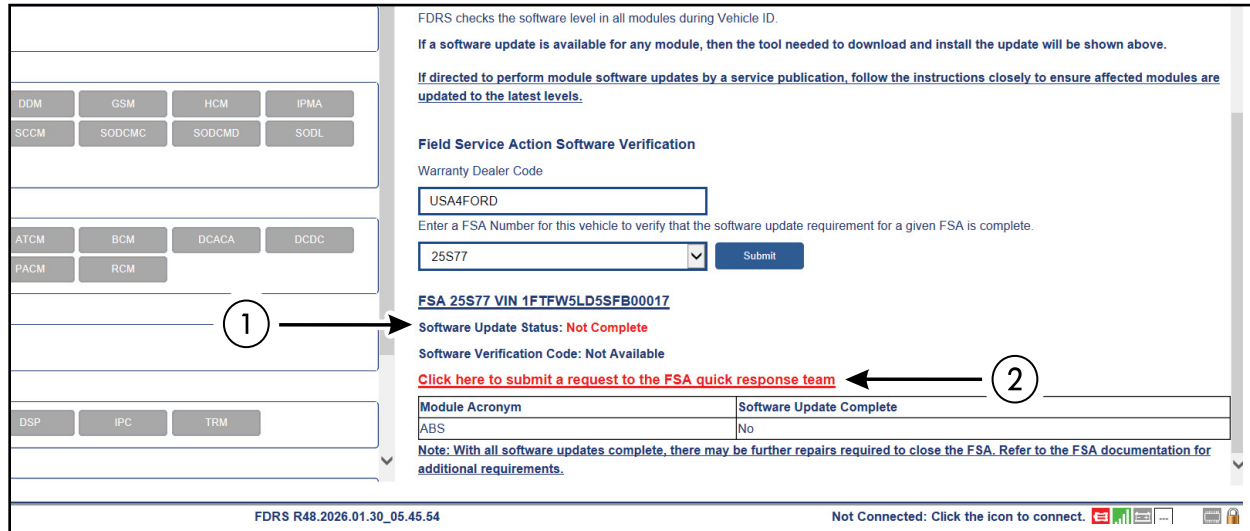 FDRS checks the software level in all modules during Vehicle ID.
If a software update is available for any module, then the tool needed to download and install the update will be shown above.
If directed to perform module software updates by a service publication, follow the instructions closely to ensure affected modules are
updated to the latest levels.
DDM GSM HCM IPMA
SCCM SODCMC SODCMD SODL
Field Service Action Software Verification
Warranty Dealer Code
USA4FORD
Enter a FSA Number for this vehicle to verify that the software update requirement for a given FSA is complete.
ATCM BCM DCACA DCDC
25S77 Submit
PACM RCM
FSA 25S77 VIN 1FTFW5LD5SFB00017
1
Software Update Status: Not Complete
Software Verification Code: Not Available
Click here to submit a request to the FSA quick response team
2
Module Acronym Software Update Complete
ABS No
DSP IPC TRM
Note: With all software updates complete, there may be further repairs required to close the FSA. Refer to the FSA documentation for
additional requirements.
FDRS R48.2026.01.30_05.45.54 Not Connected: Click the icon to connect.